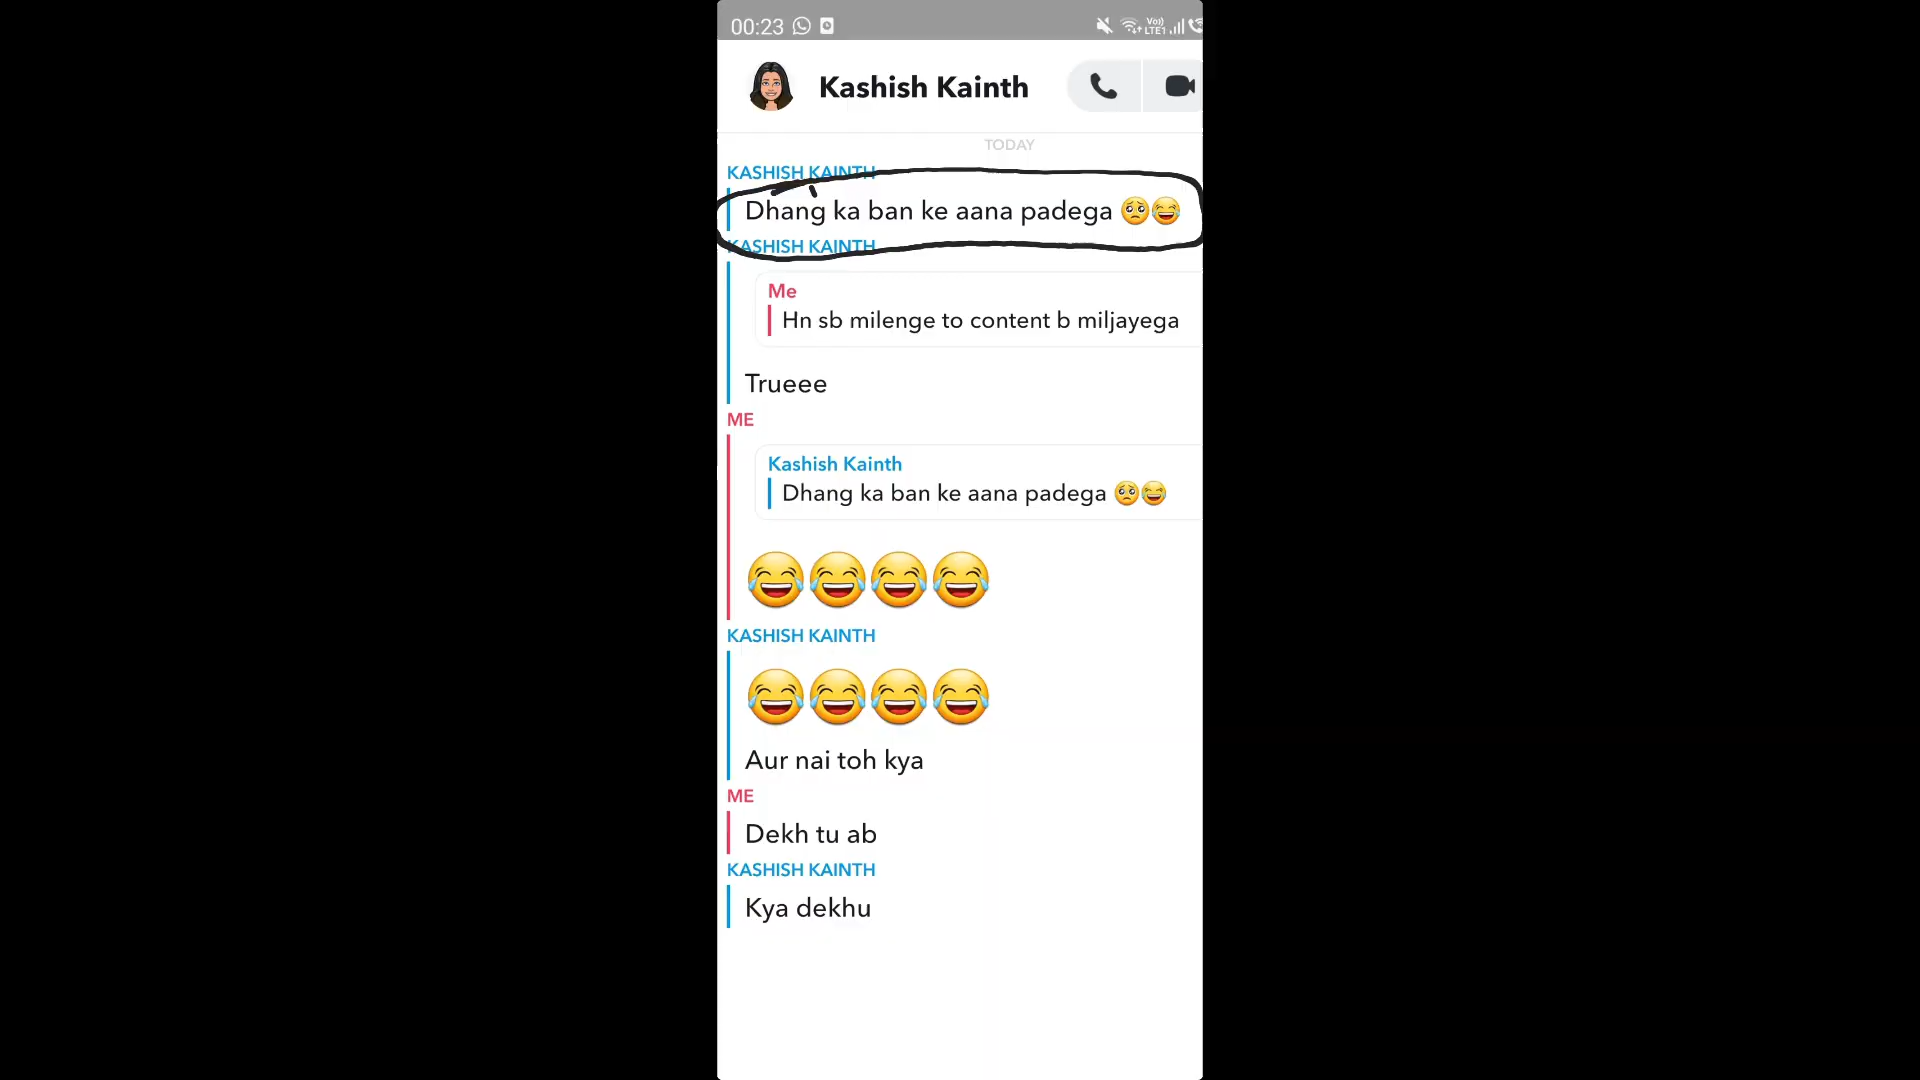 00:23
Vo)) LTE1
Kashish Kainth
TODAY
KASHISH KAINTH
Dhang ka ban ke aana padega 🥺😂
KASHISH KAINTH
Me
Hn sb milenge to content b miljayega
Trueee
ME
Kashish Kainth
Dhang ka ban ke aana padega 🥺😂
😂😂😂😂
KASHISH KAINTH
😂😂😂😂
Aur nai toh kya
ME
Dekh tu ab
KASHISH KAINTH
Kya dekhu